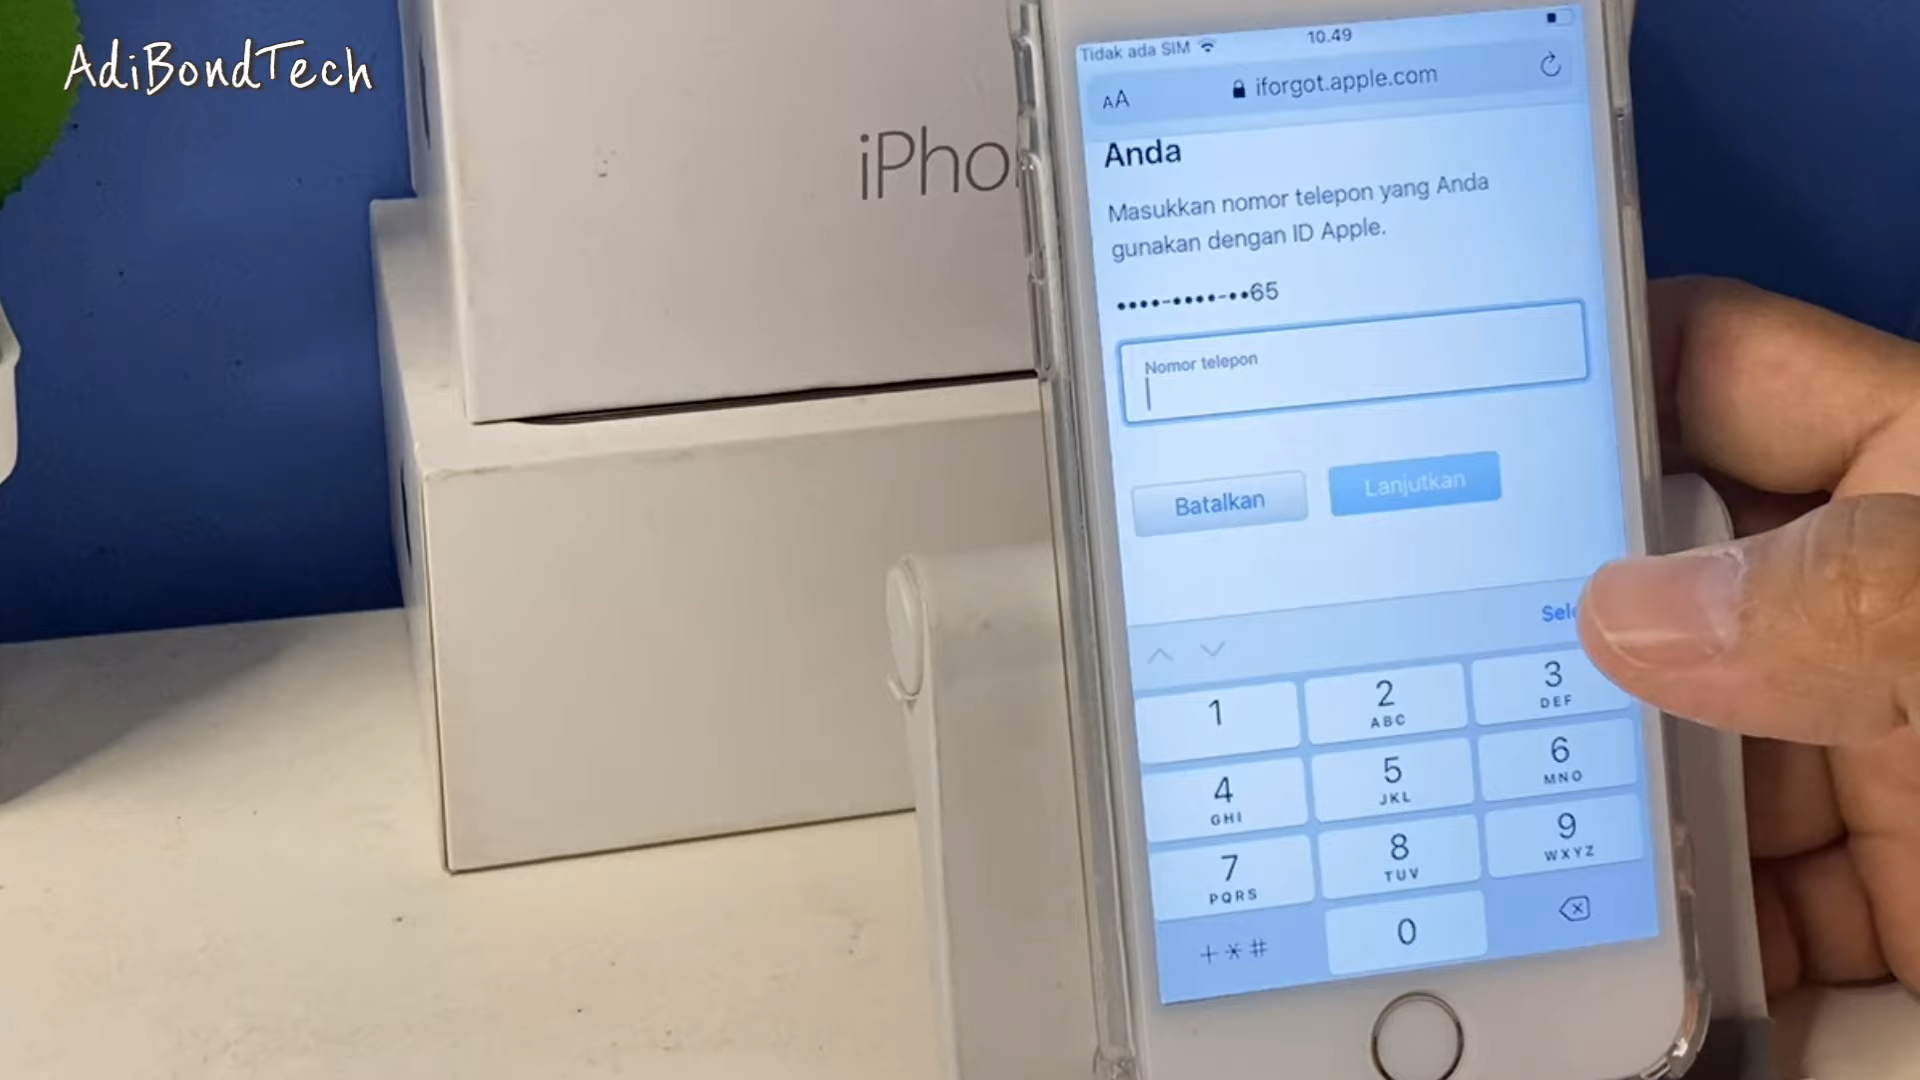 AdiBondTech
iPho
Tidak ada SIM
10.49
AA
iforgot.apple.com
Anda
Masukkan nomor telepon yang Anda
gunakan dengan ID Apple.
••••-••••-••65
Nomor telepon
Batalkan
Lanjutkan
1
2
ABC
3
DEF
4
GHI
5
JKL
6
MNO
7
PQRS
8
TUV
9
WXYZ
+*#
0